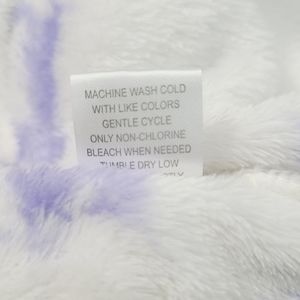 MACHINE WASH COLD
WITH LIKE COLORS
GENTLE CYCLE
ONLY NON-CHLORINE
BLEACH WHEN NEEDED
TUMBLE DRY LOW